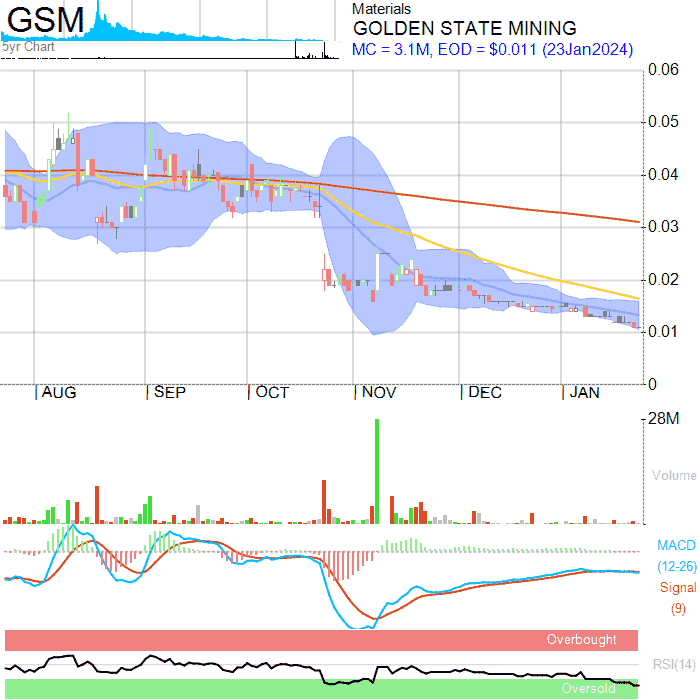 GSM
5yr Chart
Materials
GOLDEN STATE MINING
MC = 3.1M, EOD = $0.011 (23Jan2024)
0.06
0.05
0.04
0.03
0.02
0.01
0
AUG SEP OCT NOV DEC JAN
28M
Volume
MACD
(12-26)
Signal
(9)
Overbought
RSI(14)
Oversold